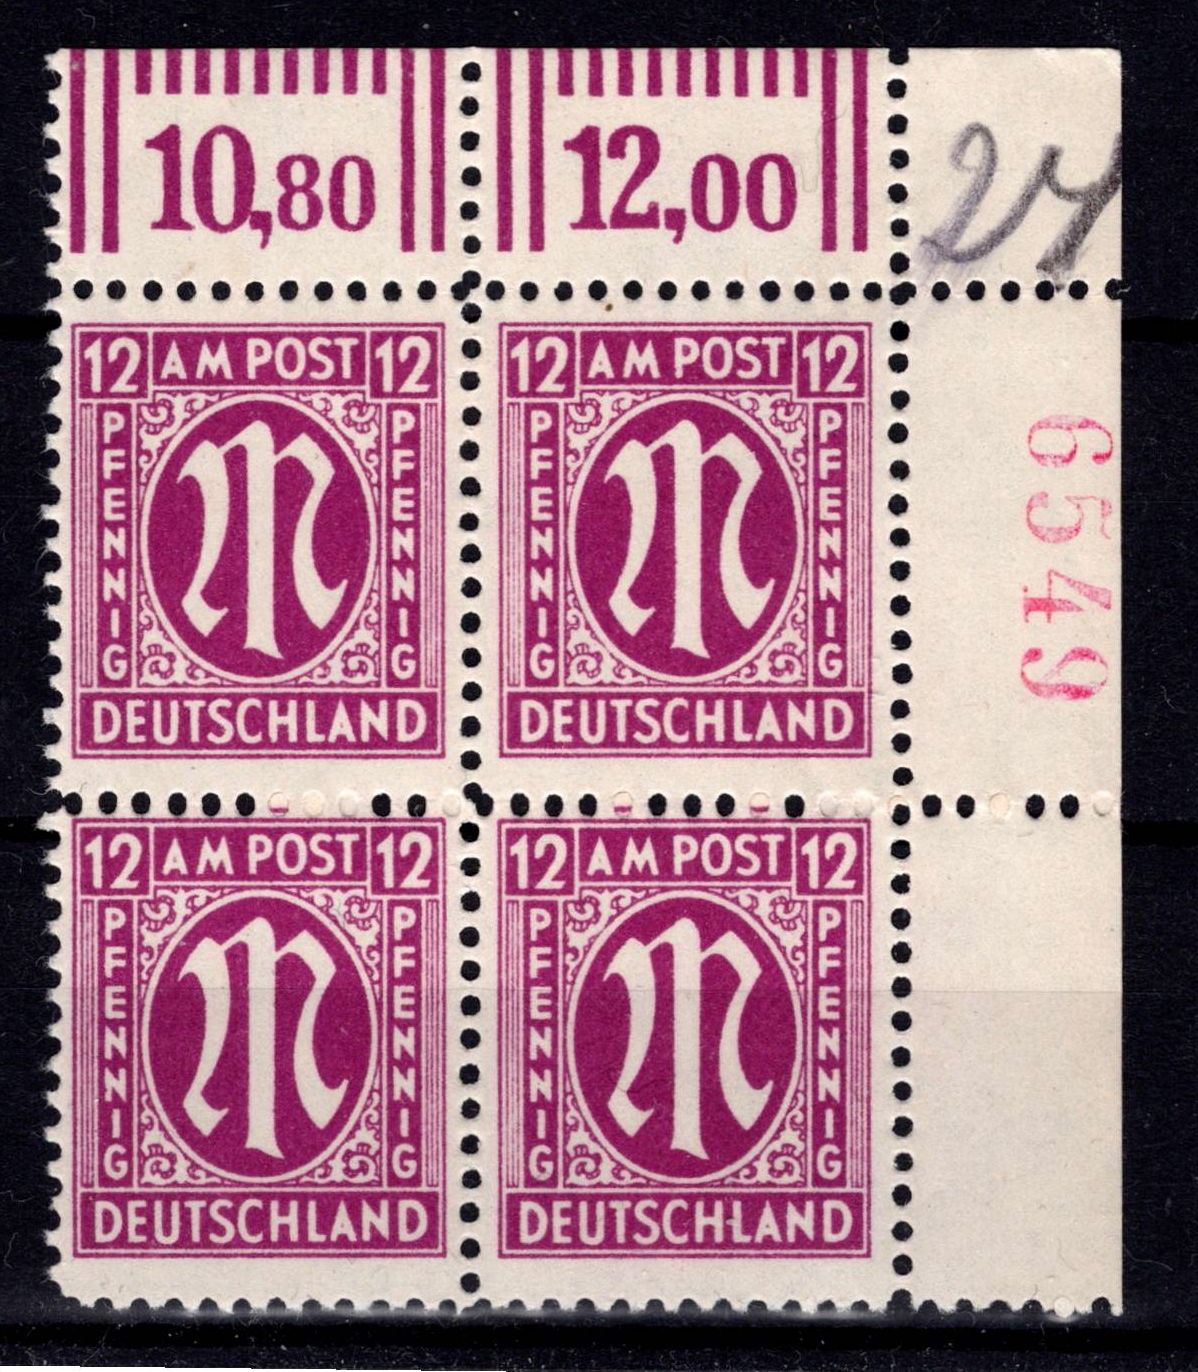 10,80 12,00
12 AM POST 12 12 AM POST 12
PFENNIG PFENNIG PFENNIG PFENNIG
DEUTSCHLAND DEUTSCHLAND
6549
12 AM POST 12 12 AM POST 12
PFENNIG PFENNIG PFENNIG PFENNIG
DEUTSCHLAND DEUTSCHLAND